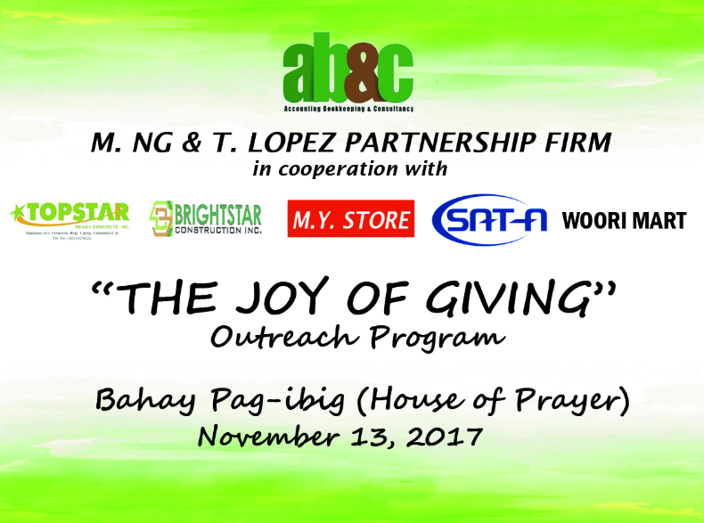 ab&c
Accounting Bookkeeping & Consultancy
M. NG & T. LOPEZ PARTNERSHIP FIRM
in cooperation with
TOPSTAR
READY CONCRETE, INC
BRIGHTSTAR
CONSTRUCTION INC.
M.Y. STORE
SAT-A
WOORI MART
“THE JOY OF GIVING”
Outreach Program
Bahay Pag-ibig (House of Prayer)
November 13, 2017